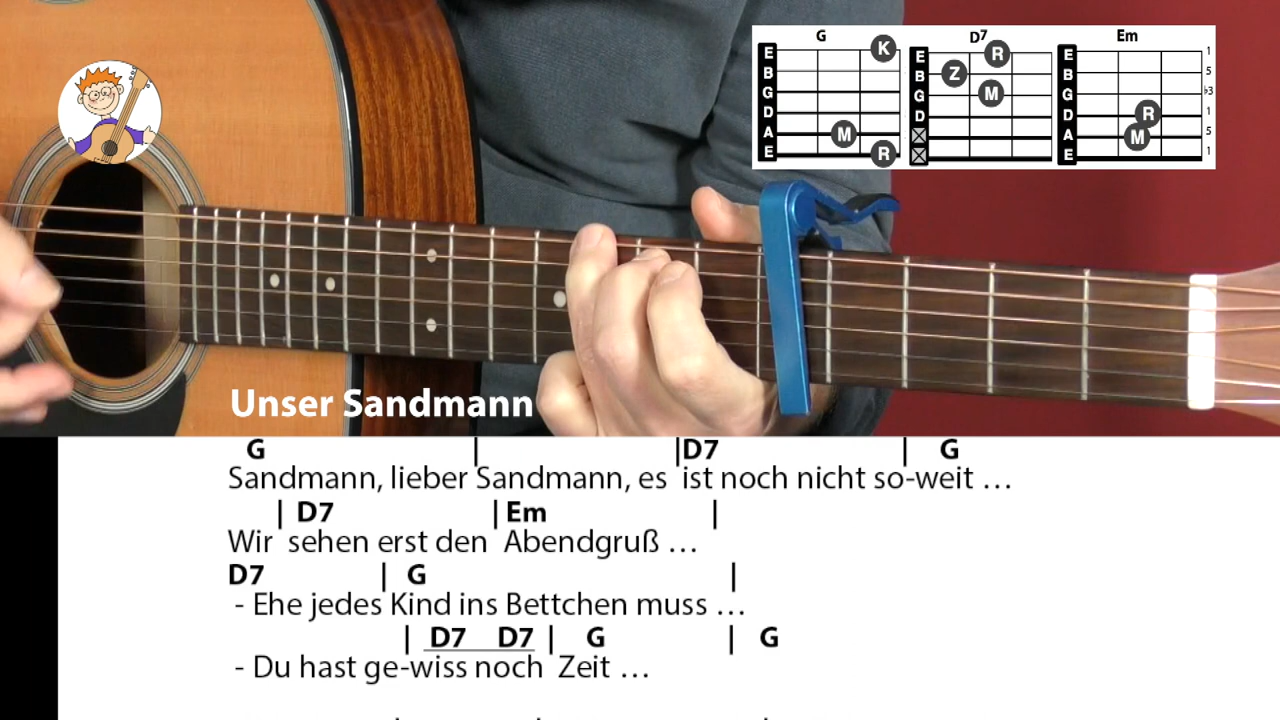 G D7 Em
E K E R E 1
B B Z B 5
G G M G ♭3
D D D R 1
A M A M 5
E R E E 1
Unser Sandmann
G | |D7 | G
Sandmann, lieber Sandmann, es ist noch nicht so-weit …
| D7 | Em |
Wir sehen erst den Abendgruß …
D7 | G |
- Ehe jedes Kind ins Bettchen muss …
| D7 D7 | G | G
- Du hast ge-wiss noch Zeit …